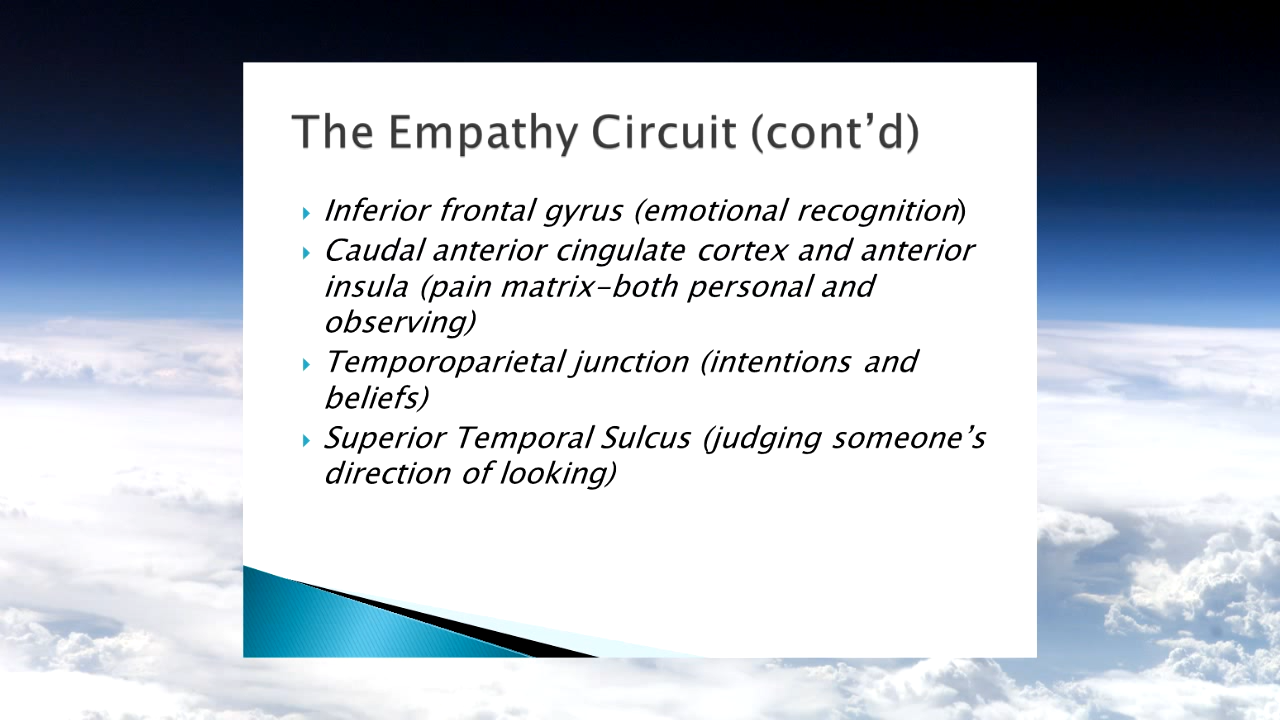 The Empathy Circuit (cont’d)
Inferior frontal gyrus (emotional recognition)
Caudal anterior cingulate cortex and anterior
insula (pain matrix-both personal and
observing)
Temporoparietal junction (intentions and
beliefs)
Superior Temporal Sulcus (judging someone’s
direction of looking)